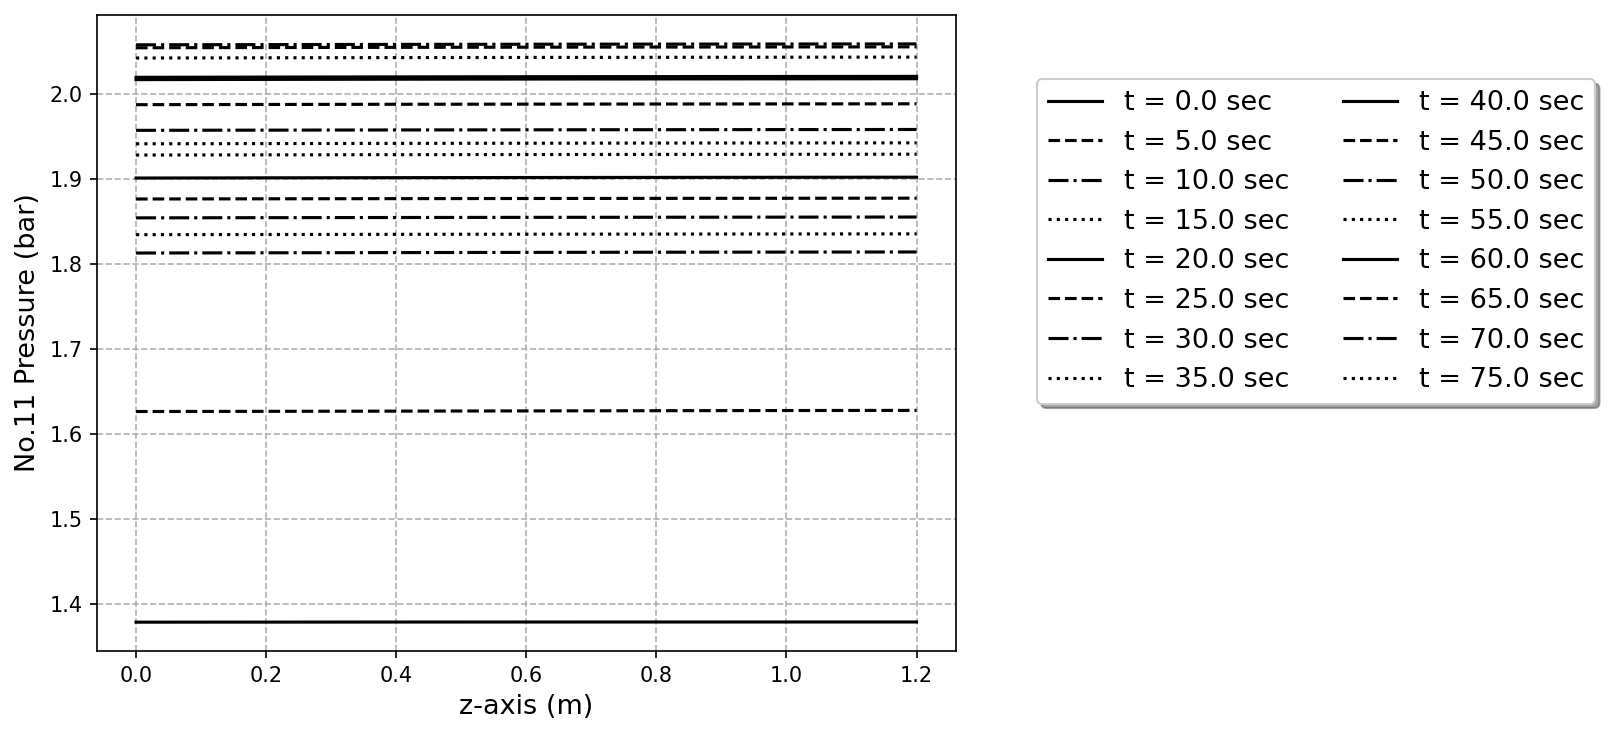 No.11 Pressure (bar)
2.0
1.9
1.8
1.7
1.6
1.5
1.4
0.0 0.2 0.4 0.6 0.8 1.0 1.2
z-axis (m)
t = 0.0 sec
t = 5.0 sec
t = 10.0 sec
t = 15.0 sec
t = 20.0 sec
t = 25.0 sec
t = 30.0 sec
t = 35.0 sec
t = 40.0 sec
t = 45.0 sec
t = 50.0 sec
t = 55.0 sec
t = 60.0 sec
t = 65.0 sec
t = 70.0 sec
t = 75.0 sec